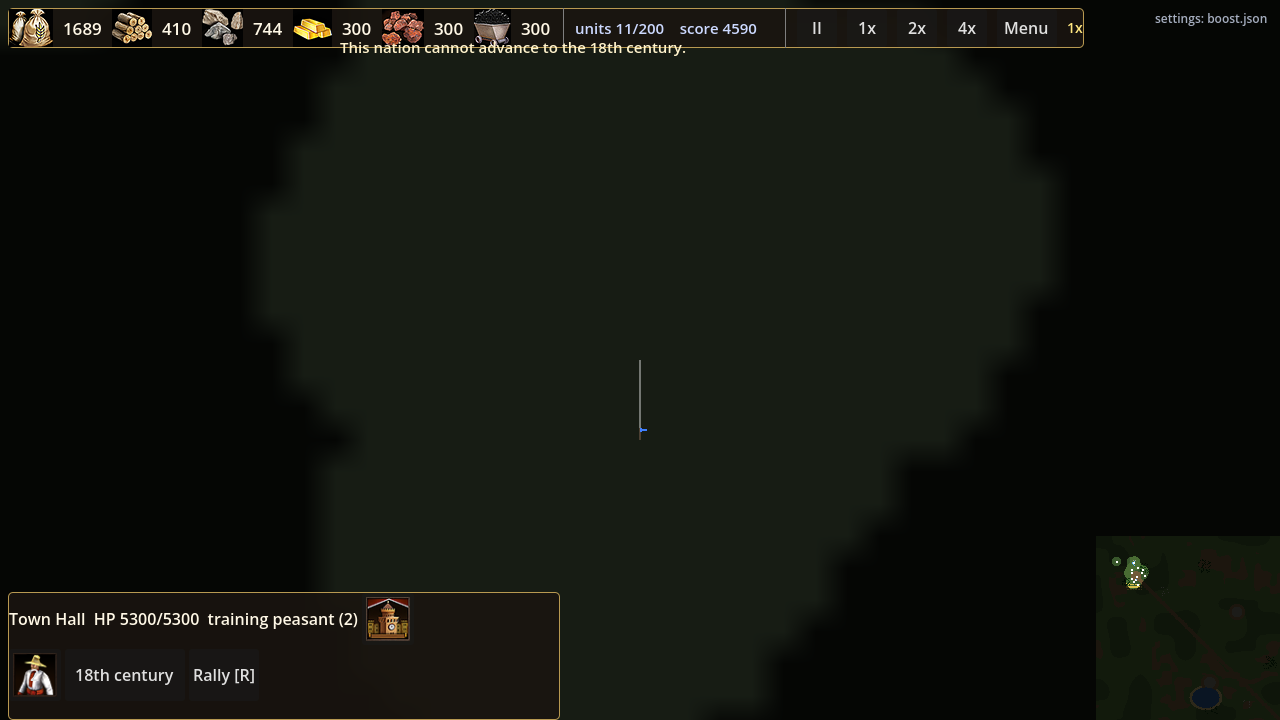 1689 410 744 300 300 300 units 11/200 score 4590 II 1x 2x 4x Menu 1x
settings: boost.json
This nation cannot advance to the 18th century.
Town Hall HP 5300/5300 training peasant (2)
18th century Rally [R]